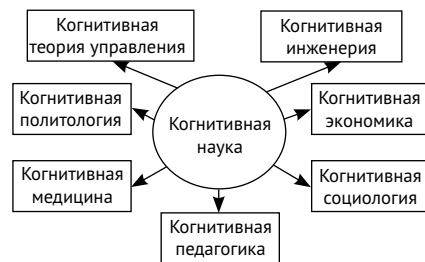 Когнитивная
теория управления
Когнитивная
инженерия
Когнитивная
политология
Когнитивная
наука
Когнитивная
экономика
Когнитивная
медицина
Когнитивная
социология
Когнитивная
педагогика